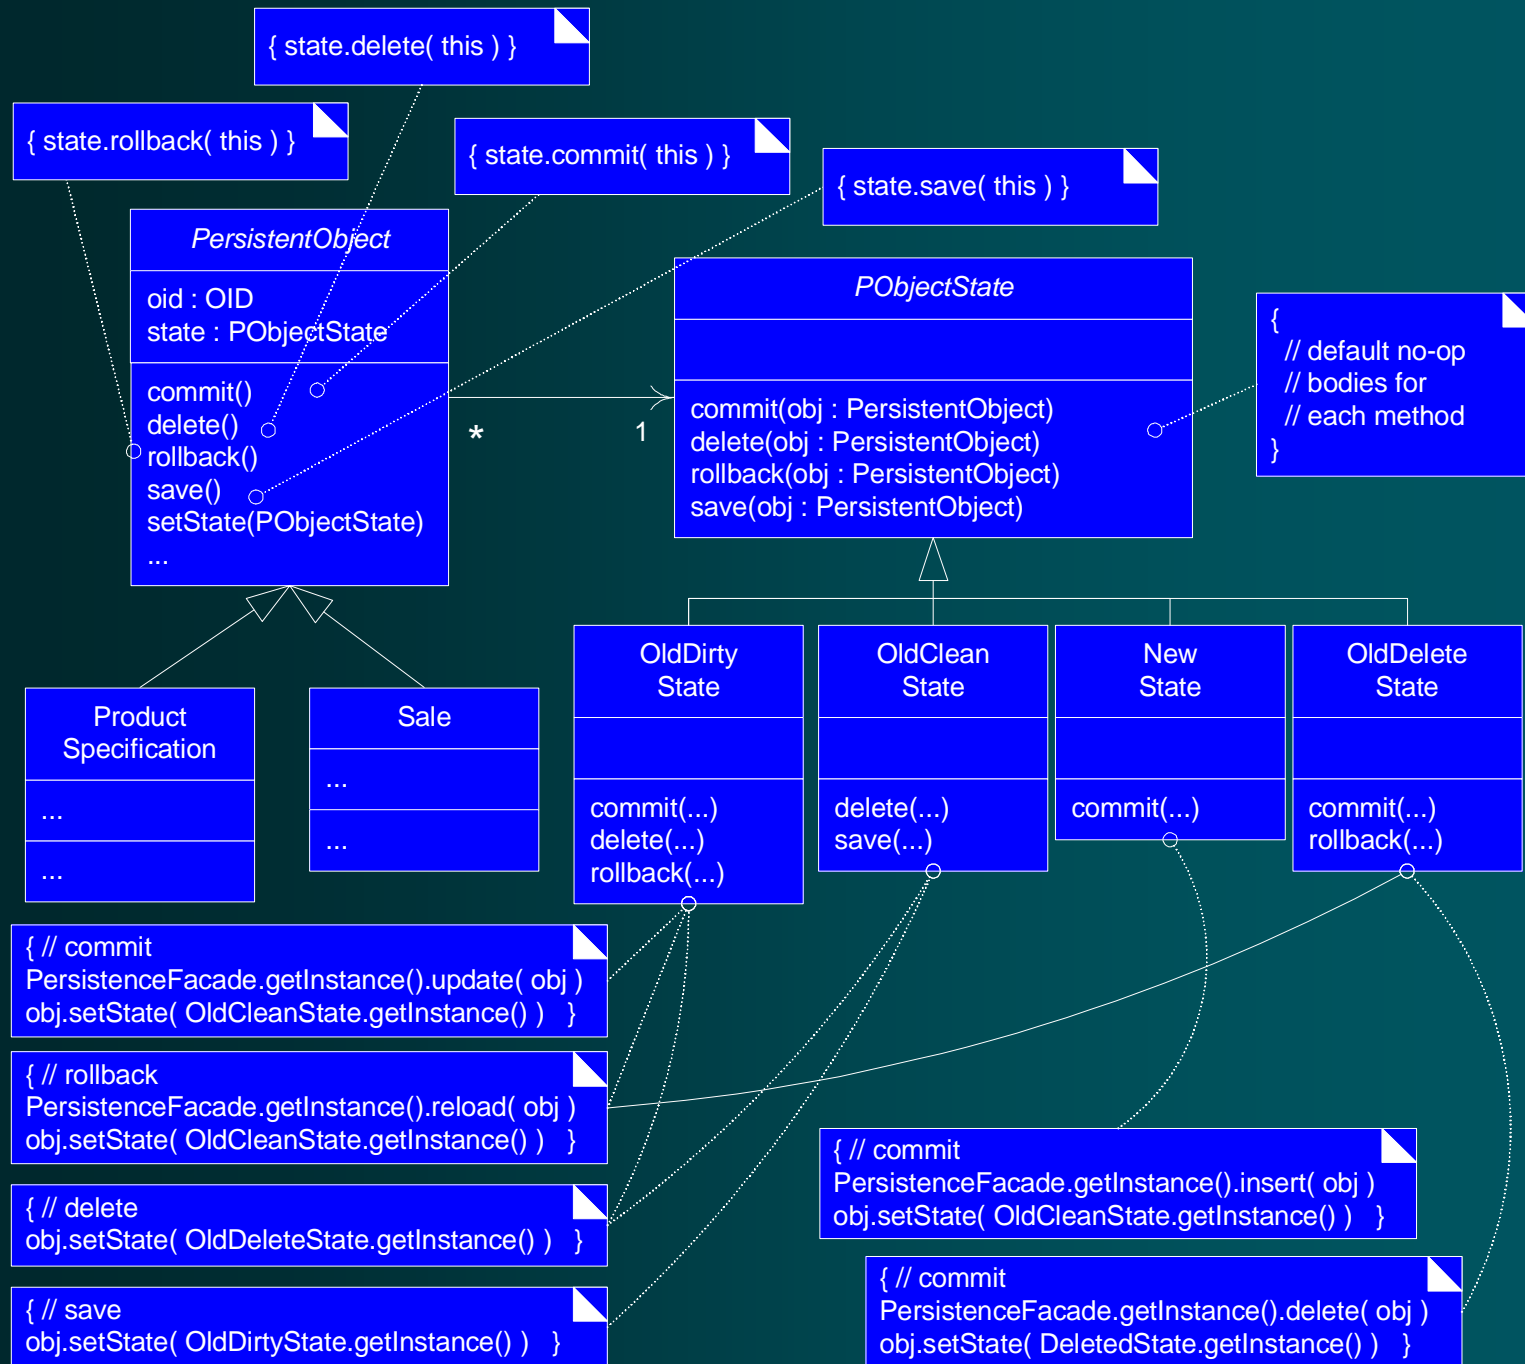 { state.delete( this ) }
{ state.rollback( this ) }
{ state.commit( this ) }
{ state.save( this ) }
PersistentObject
oid : OID
state : PObjectState
commit()
delete()
rollback()
save()
setState(PObjectState)
...
*
1
PObjectState
commit(obj : PersistentObject)
delete(obj : PersistentObject)
rollback(obj : PersistentObject)
save(obj : PersistentObject)
{
// default no-op
// bodies for
// each method
}
Product
Specification
...
...
Sale
...
...
OldDirty
State
commit(...)
delete(...)
rollback(...)
OldClean
State
delete(...)
save(...)
New
State
commit(...)
OldDelete
State
commit(...)
rollback(...)
{ // commit
PersistenceFacade.getInstance().update( obj )
obj.setState( OldCleanState.getInstance() ) }
{ // rollback
PersistenceFacade.getInstance().reload( obj )
obj.setState( OldCleanState.getInstance() ) }
{ // delete
obj.setState( OldDeleteState.getInstance() ) }
{ // save
obj.setState( OldDirtyState.getInstance() ) }
{ // commit
PersistenceFacade.getInstance().insert( obj )
obj.setState( OldCleanState.getInstance() ) }
{ // commit
PersistenceFacade.getInstance().delete( obj )
obj.setState( DeletedState.getInstance() ) }